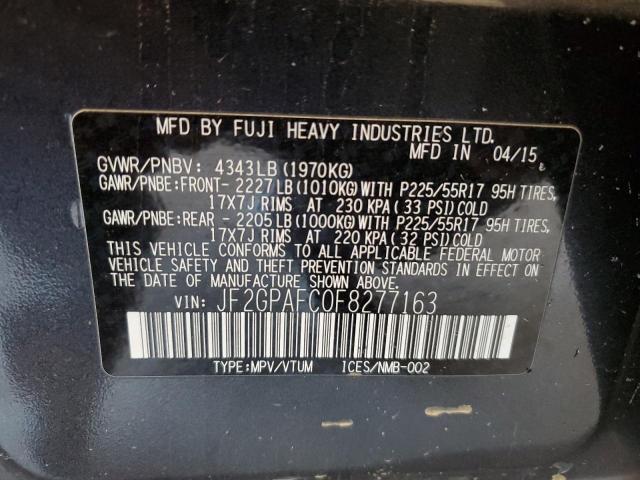 MFD BY FUJI HEAVY INDUSTRIES LTD.
MFD IN 04/15
GVWR/PNBV: 4343LB(1970KG)
GAWR/PNBE:FRONT- 2227LB(1010KG)WITH P225/55R17 95H TIRES,
17X7J RIMS AT 230 KPA( 33 PSI)COLD
GAWR/PNBE:REAR - 2205LB(1000KG)WITH P225/55R17 95H TIRES,
17X7J RIMS AT 220 KPA( 32 PSI)COLD
THIS VEHICLE CONFORMS TO ALL APPLICABLE FEDERAL MOTOR
VEHICLE SAFETY AND THEFT PREVENTION STANDARDS IN EFFECT ON
THE DATE OF MANUFACTURE SHOWN ABOVE.
VIN: JF2GPAFC0F8277163
TYPE:MPV/VTUM ICES/NMB-002